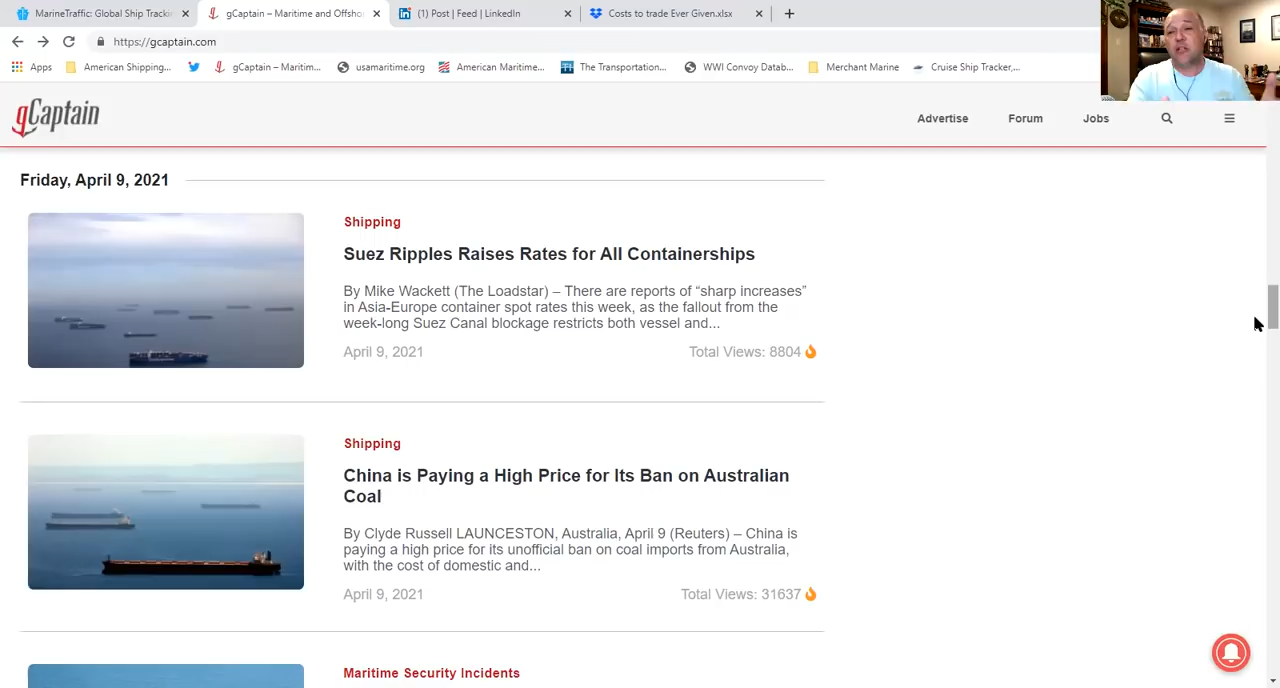 MarineTraffic: Global Ship Trackin
gCaptain – Maritime and Offsho
(1) Post | Feed | LinkedIn
Costs to trade Ever Given.xlsx
https://gcaptain.com
Apps
American Shipping...
gCaptain – Maritim...
usamaritime.org
American Maritime...
The Transportation...
WWI Convoy Datab...
Merchant Marine
Cruise Ship Tracker,...
gCaptain
Advertise
Forum
Jobs
Friday, April 9, 2021
Shipping
Suez Ripples Raises Rates for All Containerships
By Mike Wackett (The Loadstar) – There are reports of “sharp increases”
in Asia-Europe container spot rates this week, as the fallout from the
week-long Suez Canal blockage restricts both vessel and...
April 9, 2021
Total Views: 8804
Shipping
China is Paying a High Price for Its Ban on Australian
Coal
By Clyde Russell LAUNCESTON, Australia, April 9 (Reuters) – China is
paying a high price for its unofficial ban on coal imports from Australia,
with the cost of domestic and...
April 9, 2021
Total Views: 31637
Maritime Security Incidents